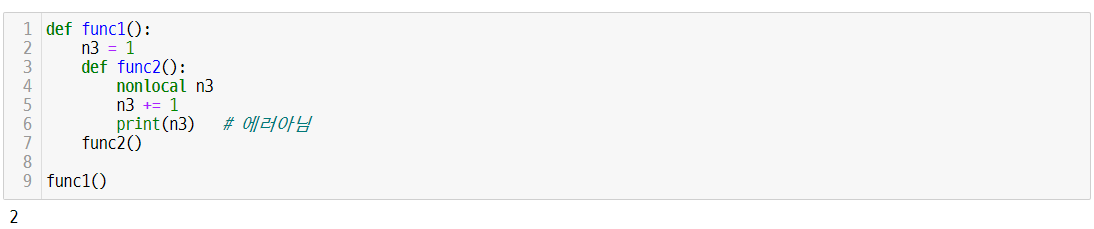 1 def func1():
2     n3 = 1
3     def func2():
4         nonlocal n3
5         n3 += 1
6         print(n3)   # 에러아님
7     func2()
8
9 func1()
2